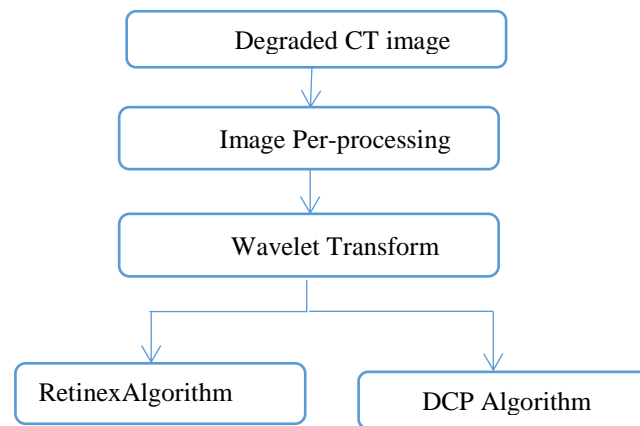 Degraded CT image
Image Per-processing
Wavelet Transform
RetinexAlgorithm
DCP Algorithm